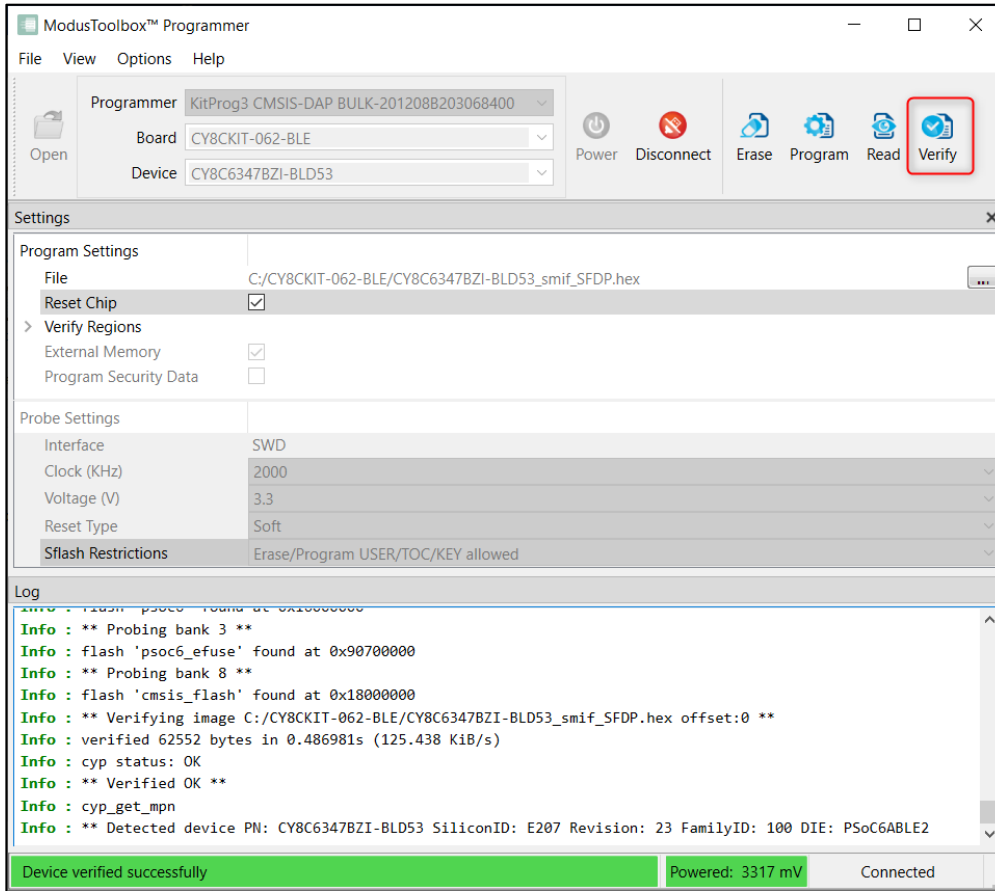 ModusToolbox™ Programmer
File View Options Help
Open
Programmer KitProg3 CMSIS-DAP BULK-201208B203068400
Board CY8CKIT-062-BLE
Device CY8C6347BZI-BLD53
Power Disconnect Erase Program Read Verify
Settings
Program Settings
File C:/CY8CKIT-062-BLE/CY8C6347BZI-BLD53_smif_SFDP.hex ...
Reset Chip
Verify Regions
External Memory
Program Security Data
Probe Settings
Interface SWD
Clock (KHz) 2000
Voltage (V) 3.3
Reset Type Soft
Sflash Restrictions Erase/Program USER/TOC/KEY allowed
Log
Info : flash 'psoc6' found at 0x16000000
Info : ** Probing bank 3 **
Info : flash 'psoc6_efuse' found at 0x90700000
Info : ** Probing bank 8 **
Info : flash 'cmsis_flash' found at 0x18000000
Info : ** Verifying image C:/CY8CKIT-062-BLE/CY8C6347BZI-BLD53_smif_SFDP.hex offset:0 **
Info : verified 62552 bytes in 0.486981s (125.438 KiB/s)
Info : cyp status: OK
Info : ** Verified OK **
Info : cyp_get_mpn
Info : ** Detected device PN: CY8C6347BZI-BLD53 SiliconID: E207 Revision: 23 FamilyID: 100 DIE: PSoC6ABLE2
Device verified successfully Powered: 3317 mV Connected